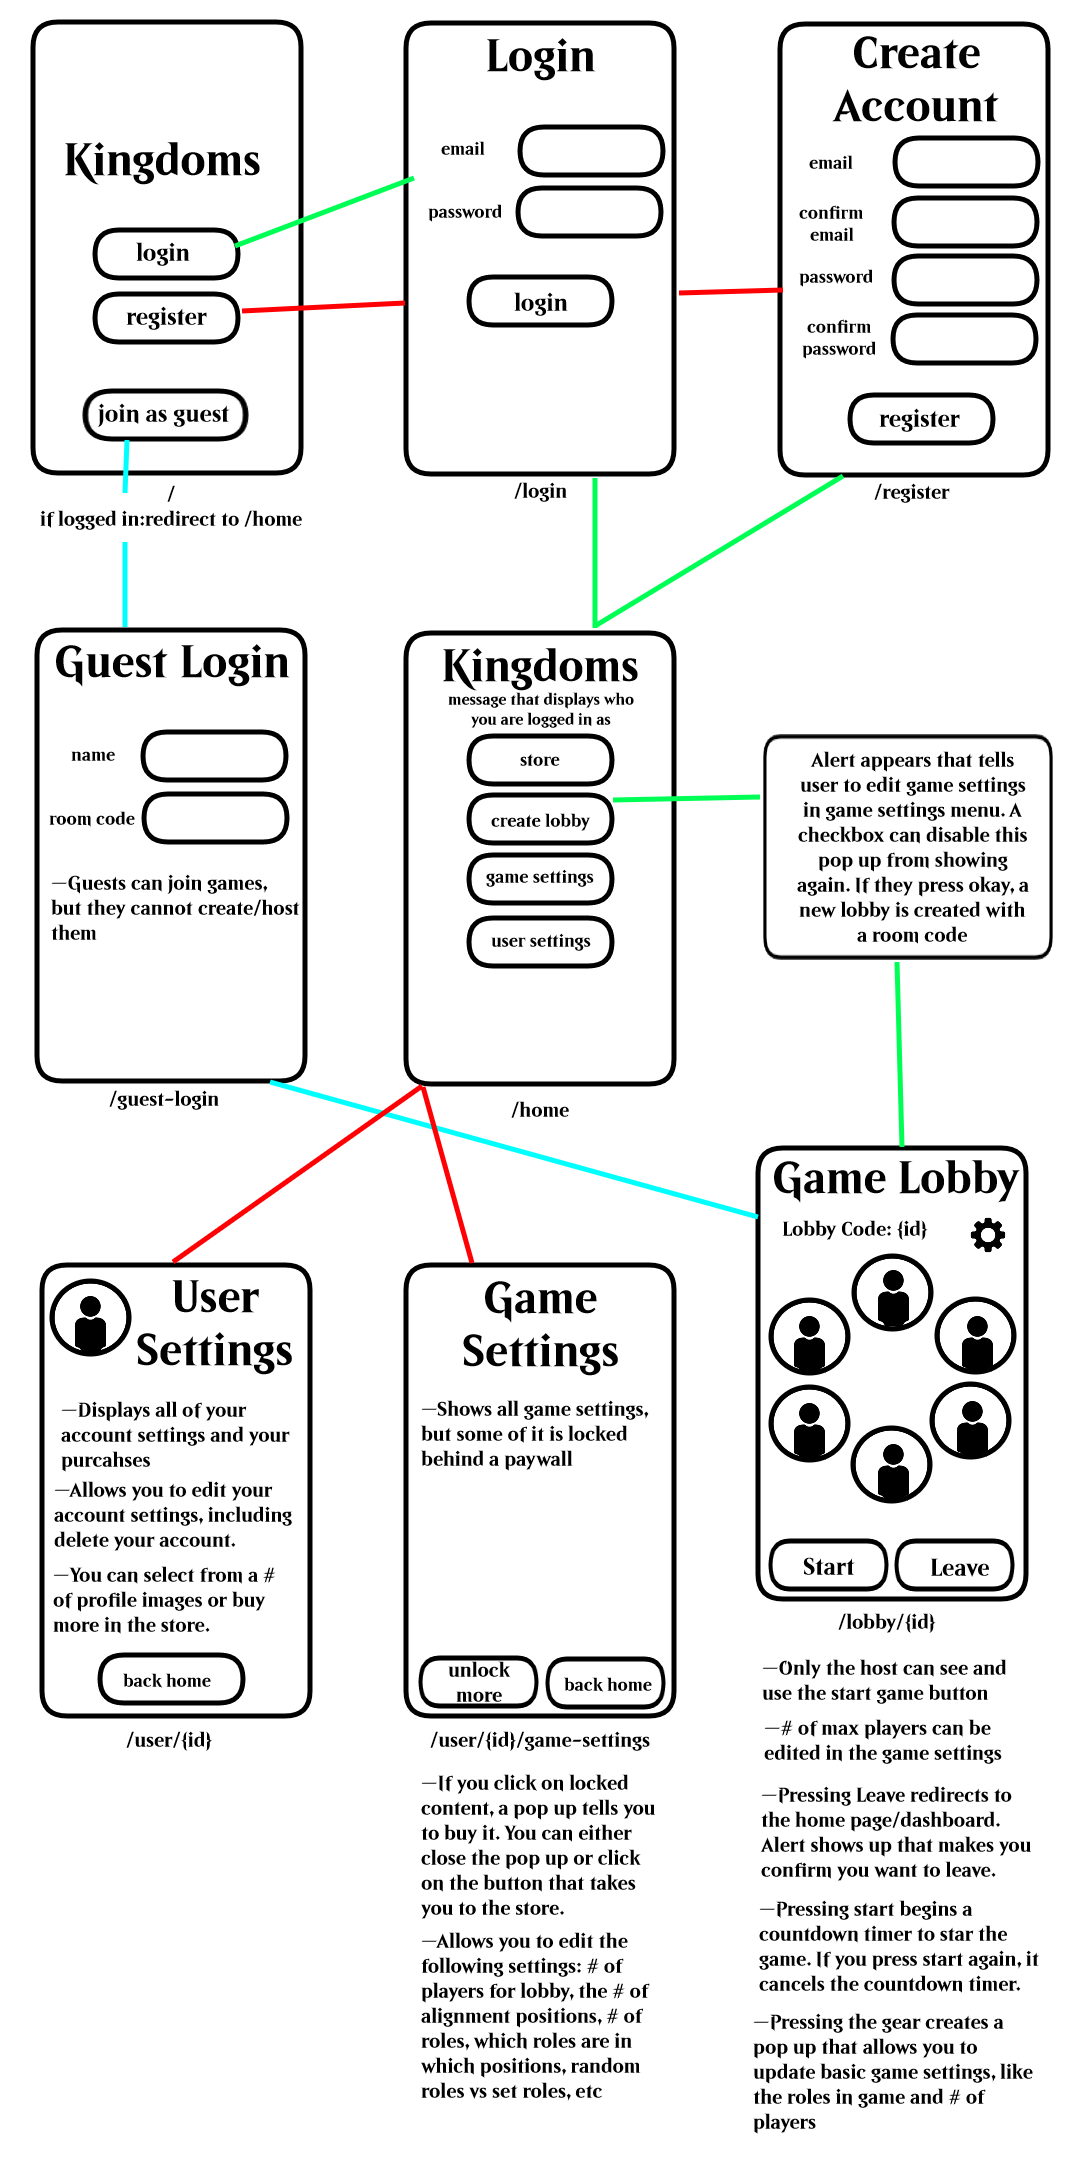 Kingdoms
login
register
join as guest
/
if logged in:redirect to /home
Login
email
password
login
/login
Create
Account
email
confirm
email
password
confirm
password
register
/register
Guest Login
name
room code
—Guests can join games,
but they cannot create/host
them
/guest-login
Kingdoms
message that displays who
you are logged in as
store
create lobby
game settings
user settings
/home
Alert appears that tells
user to edit game settings
in game settings menu. A
checkbox can disable this
pop up from showing
again. If they press okay, a
new lobby is created with
a room code
User
Settings
—Displays all of your
account settings and your
purcahses
—Allows you to edit your
account settings, including
delete your account.
—You can select from a #
of profile images or buy
more in the store.
back home
/user/{id}
Game
Settings
—Shows all game settings,
but some of it is locked
behind a paywall
unlock
more
back home
/user/{id}/game-settings
—If you click on locked
content, a pop up tells you
to buy it. You can either
close the pop up or click
on the button that takes
you to the store.
—Allows you to edit the
following settings: # of
players for lobby, the # of
alignment positions, # of
roles, which roles are in
which positions, random
roles vs set roles, etc
Game Lobby
Lobby Code: {id}
Start
Leave
/lobby/{id}
—Only the host can see and
use the start game button
—# of max players can be
edited in the game settings
—Pressing Leave redirects to
the home page/dashboard.
Alert shows up that makes you
confirm you want to leave.
—Pressing start begins a
countdown timer to star the
game. If you press start again, it
cancels the countdown timer.
—Pressing the gear creates a
pop up that allows you to
update basic game settings, like
the roles in game and # of
players